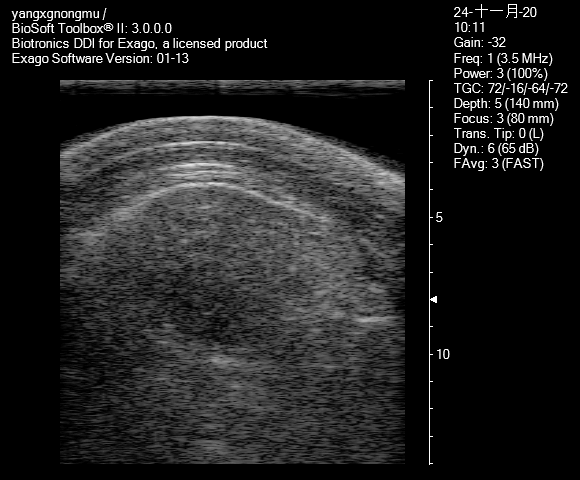 yangxgnongmu /
BioSoft Toolbox® II: 3.0.0.0
Biotronics DDI for Exago, a licensed product
Exago Software Version: 01-13
24-十一月-20
10:11
Gain: -32
Freq: 1 (3.5 MHz)
Power: 3 (100%)
TGC: 72/-16/-64/-72
Depth: 5 (140 mm)
Focus: 3 (80 mm)
Trans. Tip: 0 (L)
Dyn.: 6 (65 dB)
FAvg: 3 (FAST)
5
10